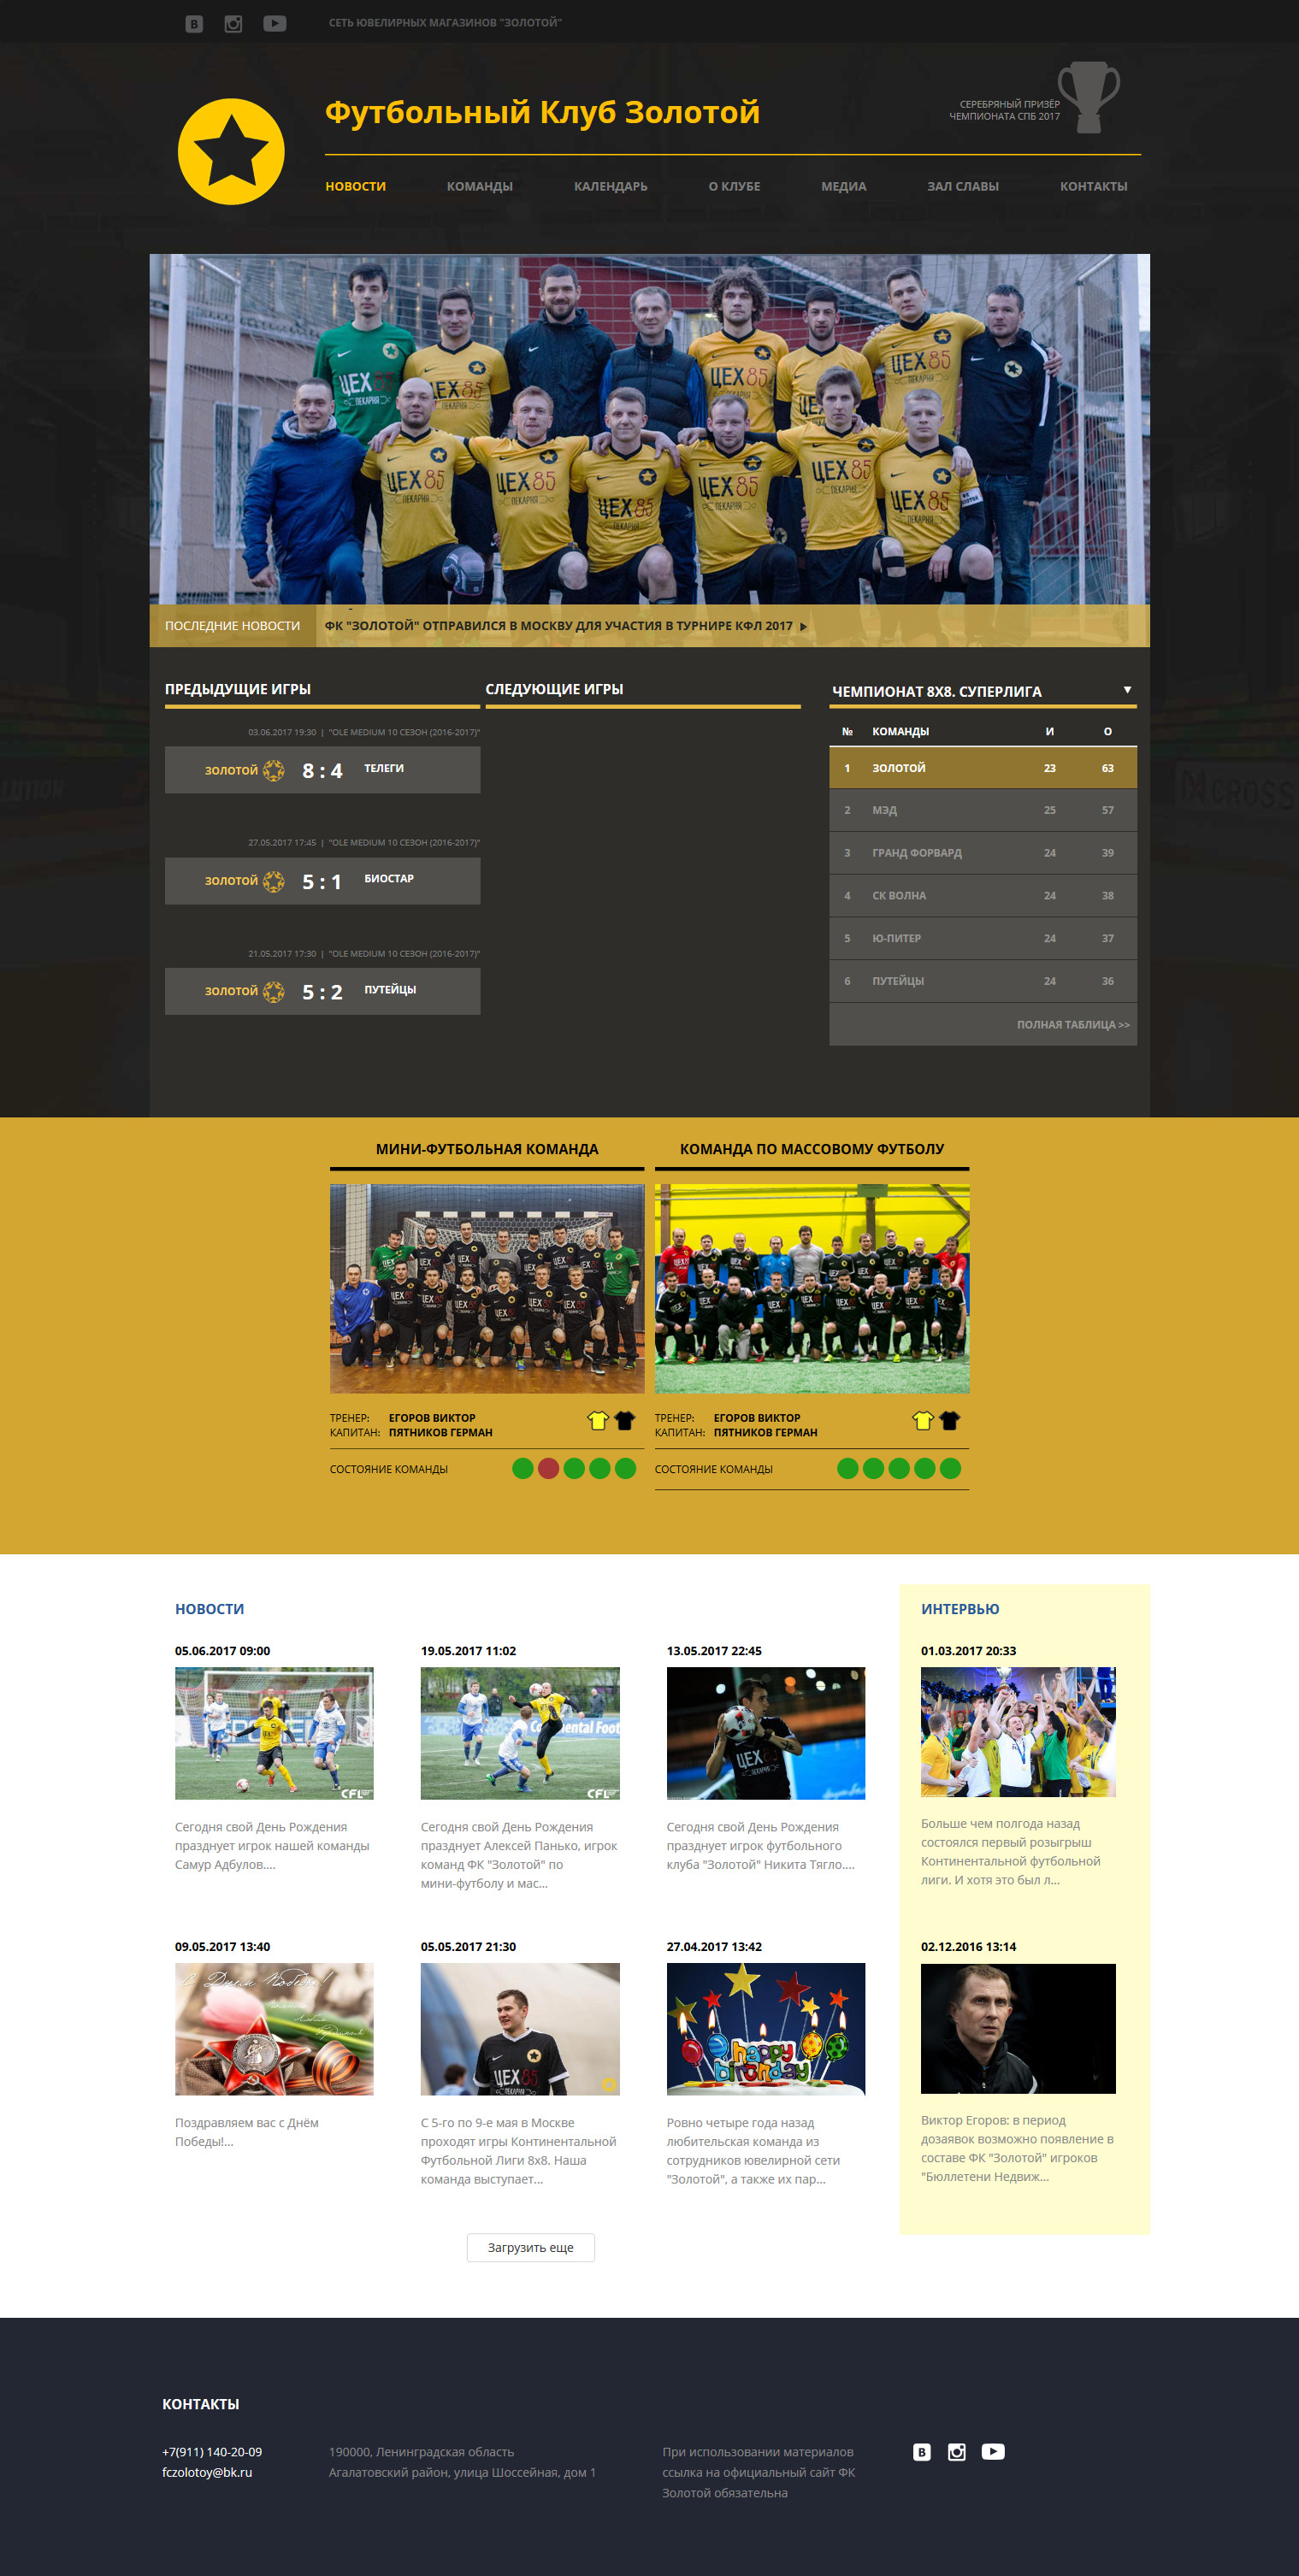 СЕТЬ ЮВЕЛИРНЫХ МАГАЗИНОВ "ЗОЛОТОЙ"
Футбольный Клуб Золотой
СЕРЕБРЯНЫЙ ПРИЗЁР
ЧЕМПИОНАТА СПБ 2017
НОВОСТИ КОМАНДЫ КАЛЕНДАРЬ О КЛУБЕ МЕДИА ЗАЛ СЛАВЫ КОНТАКТЫ
ЦЕХ 85 ПЕКАРНЯ
ПОСЛЕДНИЕ НОВОСТИ
ФК "ЗОЛОТОЙ" ОТПРАВИЛСЯ В МОСКВУ ДЛЯ УЧАСТИЯ В ТУРНИРЕ КФЛ 2017
ПРЕДЫДУЩИЕ ИГРЫ
03.06.2017 19:30 | "OLE MEDIUM 10 СЕЗОН (2016-2017)"
ЗОЛОТОЙ 8 : 4 ТЕЛЕГИ
27.05.2017 17:45 | "OLE MEDIUM 10 СЕЗОН (2016-2017)"
ЗОЛОТОЙ 5 : 1 БИОСТАР
21.05.2017 17:30 | "OLE MEDIUM 10 СЕЗОН (2016-2017)"
ЗОЛОТОЙ 5 : 2 ПУТЕЙЦЫ
СЛЕДУЮЩИЕ ИГРЫ
ЧЕМПИОНАТ 8X8. СУПЕРЛИГА
№ КОМАНДЫ И О
1 ЗОЛОТОЙ 23 63
2 МЭД 25 57
3 ГРАНД ФОРВАРД 24 39
4 СК ВОЛНА 24 38
5 Ю-ПИТЕР 24 37
6 ПУТЕЙЦЫ 24 36
ПОЛНАЯ ТАБЛИЦА >>
CROSS
МИНИ-ФУТБОЛЬНАЯ КОМАНДА
ТРЕНЕР: ЕГОРОВ ВИКТОР
КАПИТАН: ПЯТНИКОВ ГЕРМАН
СОСТОЯНИЕ КОМАНДЫ
КОМАНДА ПО МАССОВОМУ ФУТБОЛУ
ТРЕНЕР: ЕГОРОВ ВИКТОР
КАПИТАН: ПЯТНИКОВ ГЕРМАН
СОСТОЯНИЕ КОМАНДЫ
НОВОСТИ
05.06.2017 09:00
CFL
Сегодня свой День Рождения
празднует игрок нашей команды
Самур Адбулов....
19.05.2017 11:02
CFL
Сегодня свой День Рождения
празднует Алексей Панько, игрок
команд ФК "Золотой" по
мини-футболу и мас...
13.05.2017 22:45
ЦЕХ 85
Сегодня свой День Рождения
празднует игрок футбольного
клуба "Золотой" Никита Тягло....
09.05.2017 13:40
С Днем Победы!
Поздравляем вас с Днём
Победы!...
05.05.2017 21:30
ЦЕХ 85
ПЕКАРНЯ
С 5-го по 9-е мая в Москве
проходят игры Континентальной
Футбольной Лиги 8х8. Наша
команда выступает...
27.04.2017 13:42
happy
birthday
Ровно четыре года назад
любительская команда из
сотрудников ювелирной сети
"Золотой", а также их пар...
Загрузить еще
ИНТЕРВЬЮ
01.03.2017 20:33
Больше чем полгода назад
состоялся первый розыгрыш
Континентальной футбольной
лиги. И хотя это был л...
02.12.2016 13:14
Виктор Егоров: в период
дозаявок возможно появление в
составе ФК "Золотой" игроков
"Бюллетени Недвиж...
КОНТАКТЫ
+7(911) 140-20-09
fczolotoy@bk.ru
190000, Ленинградская область
Агалатовский район, улица Шоссейная, дом 1
При использовании материалов
ссылка на официальный сайт ФК
Золотой обязательна